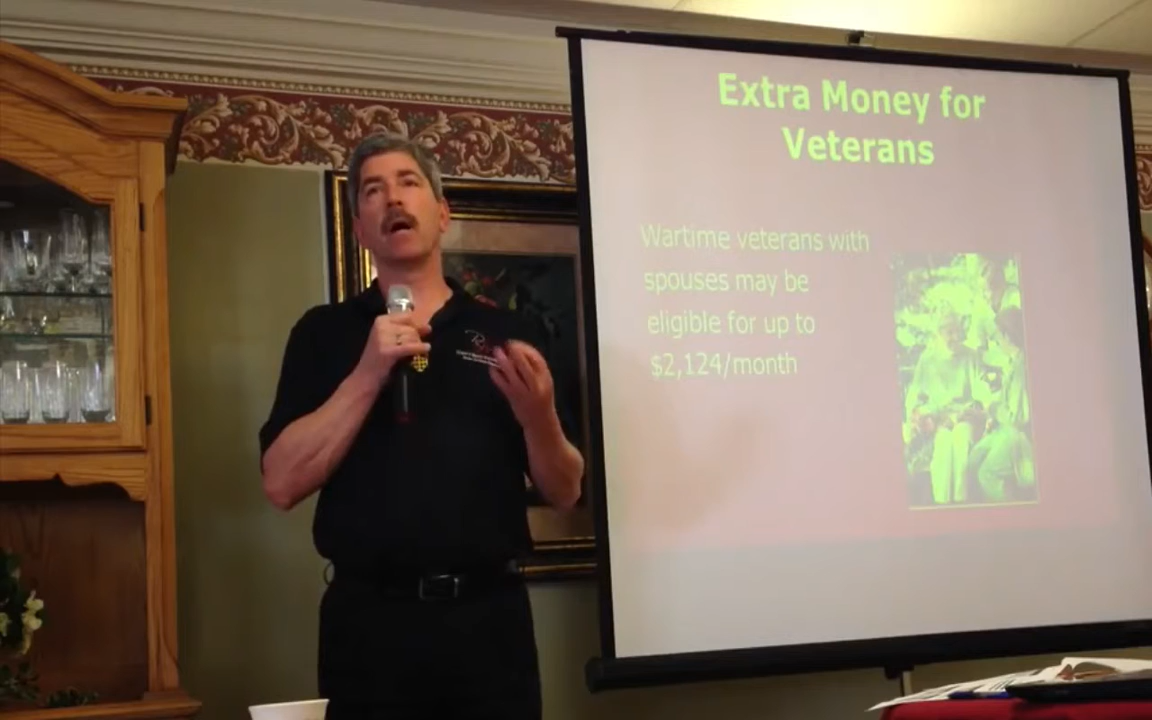 Extra Money for
Veterans
Wartime veterans with
spouses may be
eligible for up to
$2,124/month